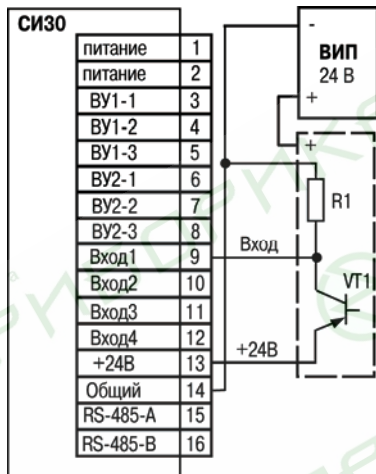 СИ30
питание 1
питание 2
ВУ1-1 3
ВУ1-2 4
ВУ1-3 5
ВУ2-1 6
ВУ2-2 7
ВУ2-3 8
Вход1 9
Вход2 10
Вход3 11
Вход4 12
+24В 13
Общий 14
RS-485-A 15
RS-485-B 16
-
ВИП
24 В
+
+
R1
Вход
VT1
+24В